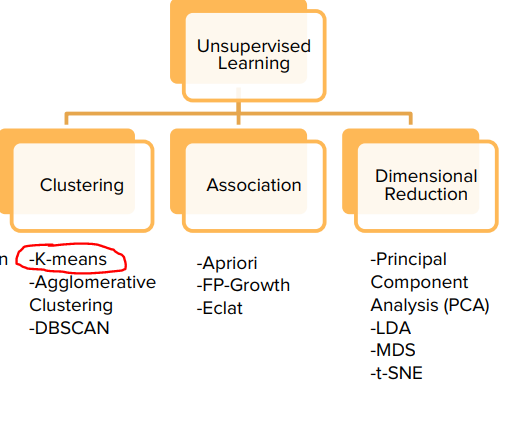 Unsupervised
Learning
Clustering
Association
Dimensional
Reduction
n
-K-means
-Agglomerative
Clustering
-DBSCAN
-Apriori
-FP-Growth
-Eclat
-Principal
Component
Analysis (PCA)
-LDA
-MDS
-t-SNE